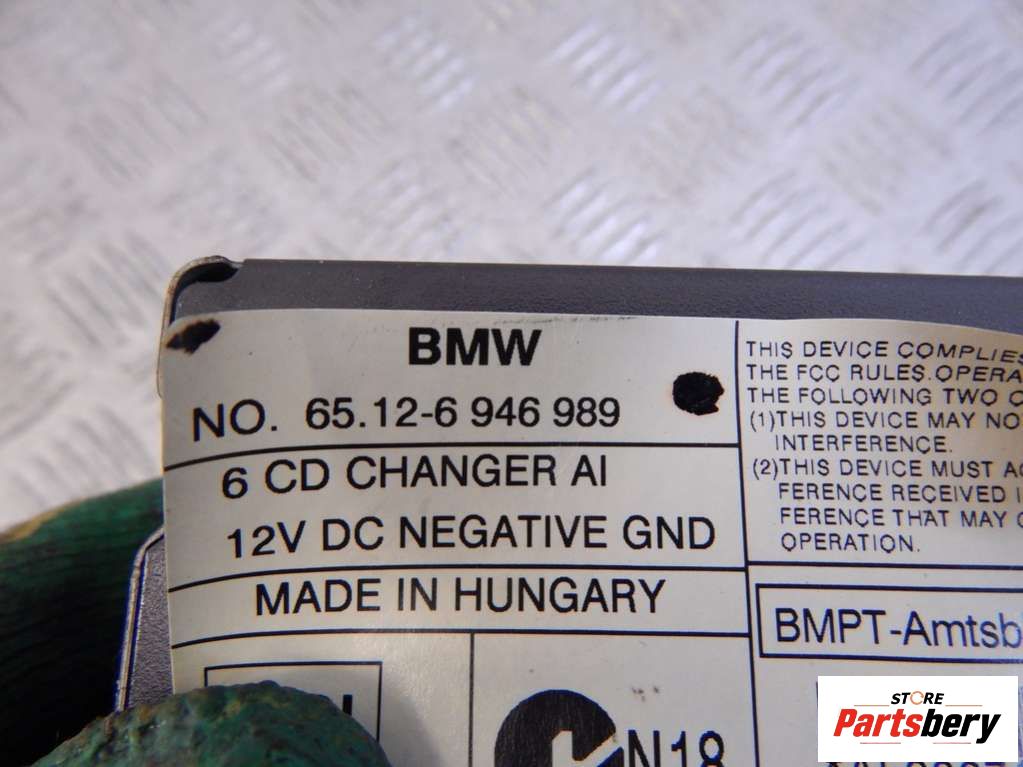 BMW
NO. 65.12-6 946 989
6 CD CHANGER AI
12V DC NEGATIVE GND
MADE IN HUNGARY
THIS DEVICE COMPLIES
THE FCC RULES.OPERA
THE FOLLOWING TWO C
(1)THIS DEVICE MAY NO
INTERFERENCE.
(2)THIS DEVICE MUST AC
FERENCE RECEIVED I
FERENCE THAT MAY C
OPERATION.
BMPT-Amtsb
N18
STORE
Partsbery